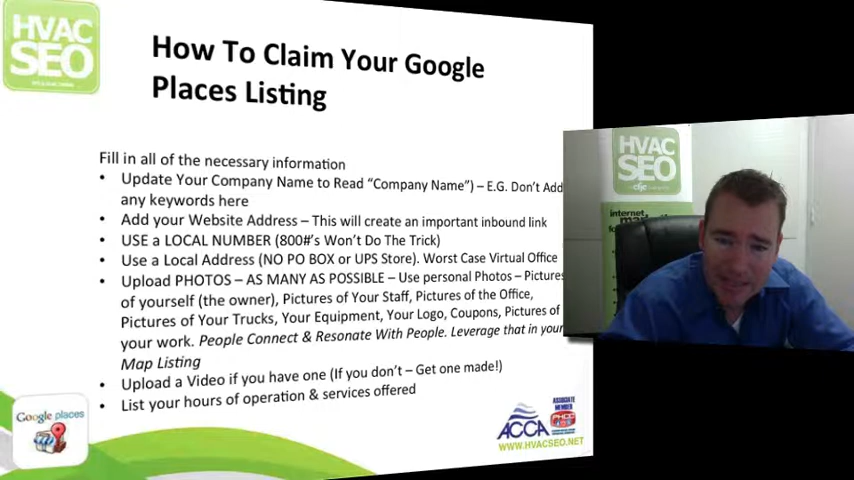 HVAC
SEO
How To Claim Your Google
Places Listing
Fill in all of the necessary information
• Update Your Company Name to Read “Company Name”) – E.G. Don’t Add
any keywords here
• Add your Website Address – This will create an important inbound link
• USE a LOCAL NUMBER (800#’s Won’t Do The Trick)
• Use a Local Address (NO PO BOX or UPS Store). Worst Case Virtual Office
• Upload PHOTOS – AS MANY AS POSSIBLE – Use personal Photos – Pictures
of yourself (the owner), Pictures of Your Staff, Pictures of the Office,
Pictures of Your Trucks, Your Equipment, Your Logo, Coupons, Pictures of
your work. People Connect & Resonate With People. Leverage that in your
Map Listing
• Upload a Video if you have one (If you don’t – Get one made!)
• List your hours of operation & services offered
Google places
ACCA
ASSOCIATE
MEMBER
PHCC
WWW.HVACSEO.NET
HVAC
SEO
internet